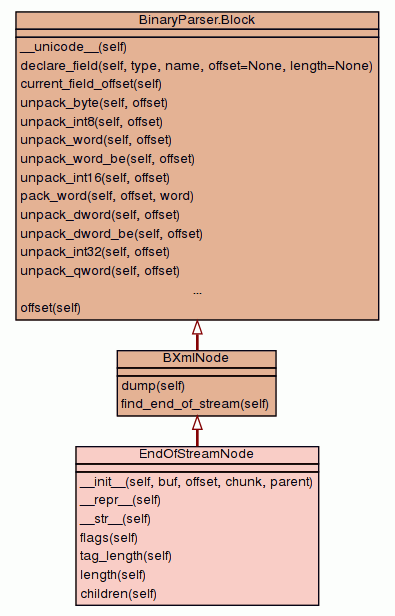 BinaryParser.Block
__unicode__(self)
declare_field(self, type, name, offset=None, length=None)
current_field_offset(self)
unpack_byte(self, offset)
unpack_int8(self, offset)
unpack_word(self, offset)
unpack_word_be(self, offset)
unpack_int16(self, offset)
pack_word(self, offset, word)
unpack_dword(self, offset)
unpack_dword_be(self, offset)
unpack_int32(self, offset)
unpack_qword(self, offset)
...
offset(self)
BXmlNode
dump(self)
find_end_of_stream(self)
EndOfStreamNode
__init__(self, buf, offset, chunk, parent)
__repr__(self)
__str__(self)
flags(self)
tag_length(self)
length(self)
children(self)